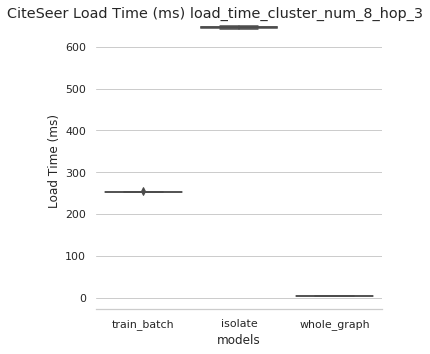 CiteSeer Load Time (ms) load_time_cluster_num_8_hop_3
600
500
400
300
200
100
0
Load Time (ms)
train_batch isolate whole_graph
models